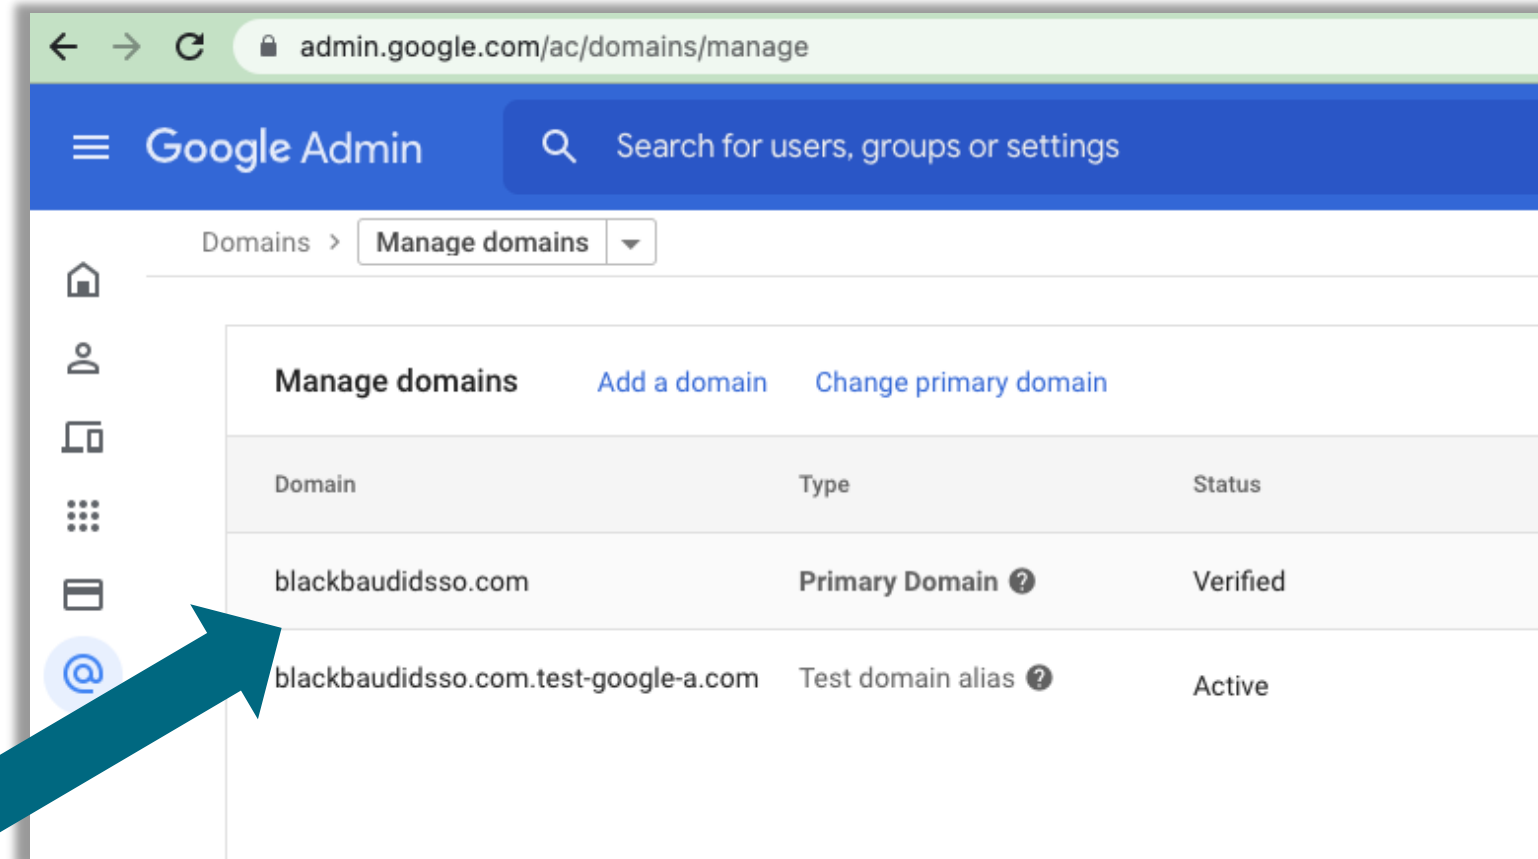 admin.google.com/ac/domains/manage
Google Admin Search for users, groups or settings
Domains > Manage domains
Manage domains Add a domain Change primary domain
Domain Type Status
blackbaudidsso.com Primary Domain Verified
blackbaudidsso.com.test-google-a.com Test domain alias Active